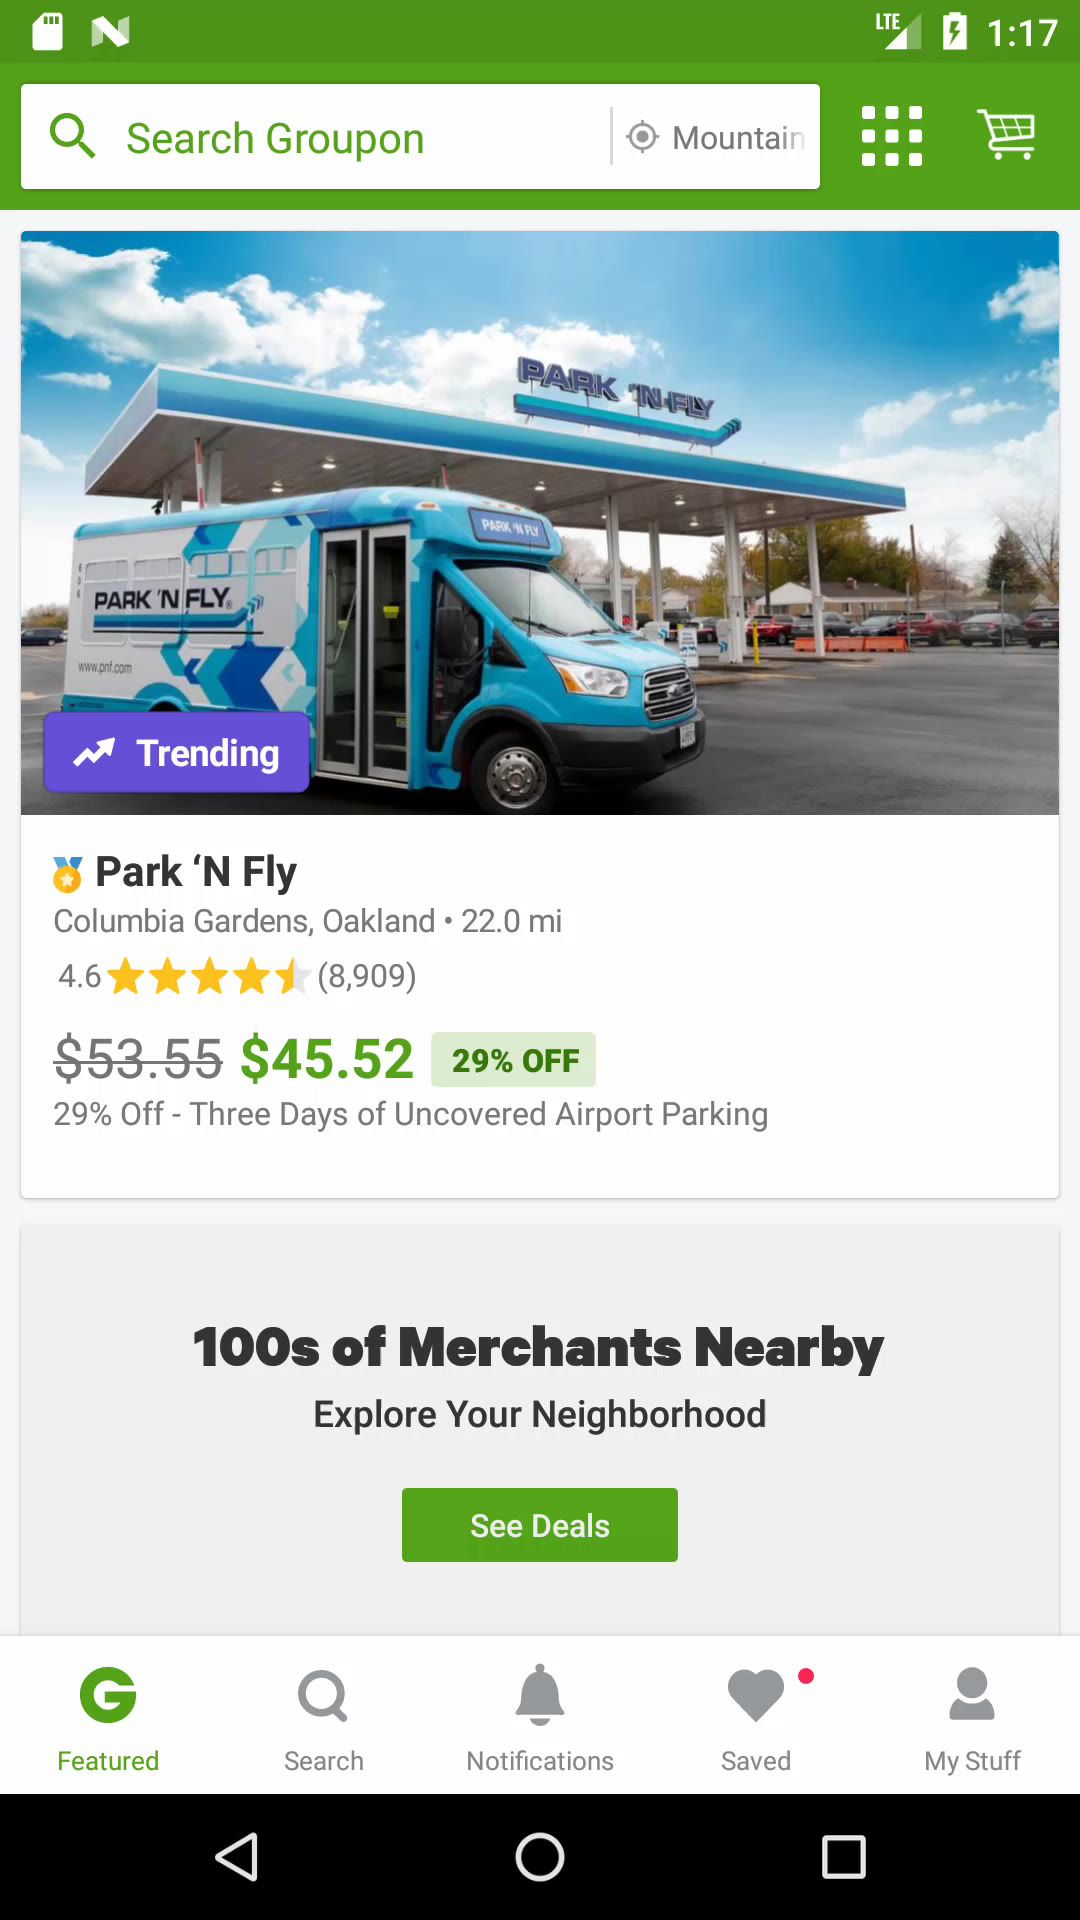 LTE 1:17
Search Groupon Mountain
PARK 'N FLY
PARK 'N FLY
PARK 'N FLY
www.pnf.com
Trending
Park ‘N Fly
Columbia Gardens, Oakland • 22.0 mi
4.6 (8,909)
$53.55 $45.52 29% OFF
29% Off - Three Days of Uncovered Airport Parking
100s of Merchants Nearby
Explore Your Neighborhood
See Deals
Featured Search Notifications Saved My Stuff